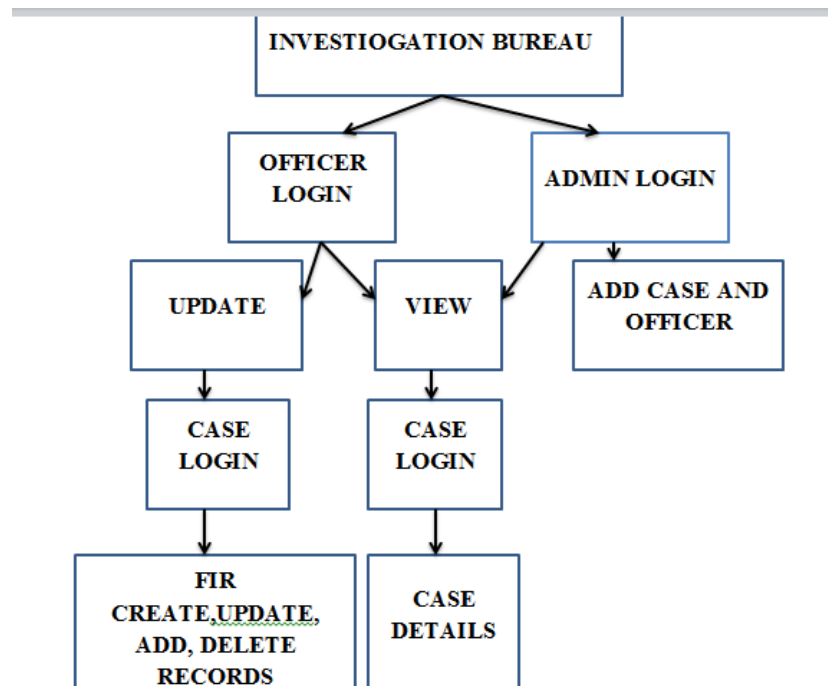 INVESTIOGATION BUREAU
OFFICER
LOGIN
ADMIN LOGIN
UPDATE
VIEW
ADD CASE AND
OFFICER
CASE
LOGIN
CASE
LOGIN
FIR
CREATE,UPDATE,
ADD, DELETE
RECORDS
CASE
DETAILS